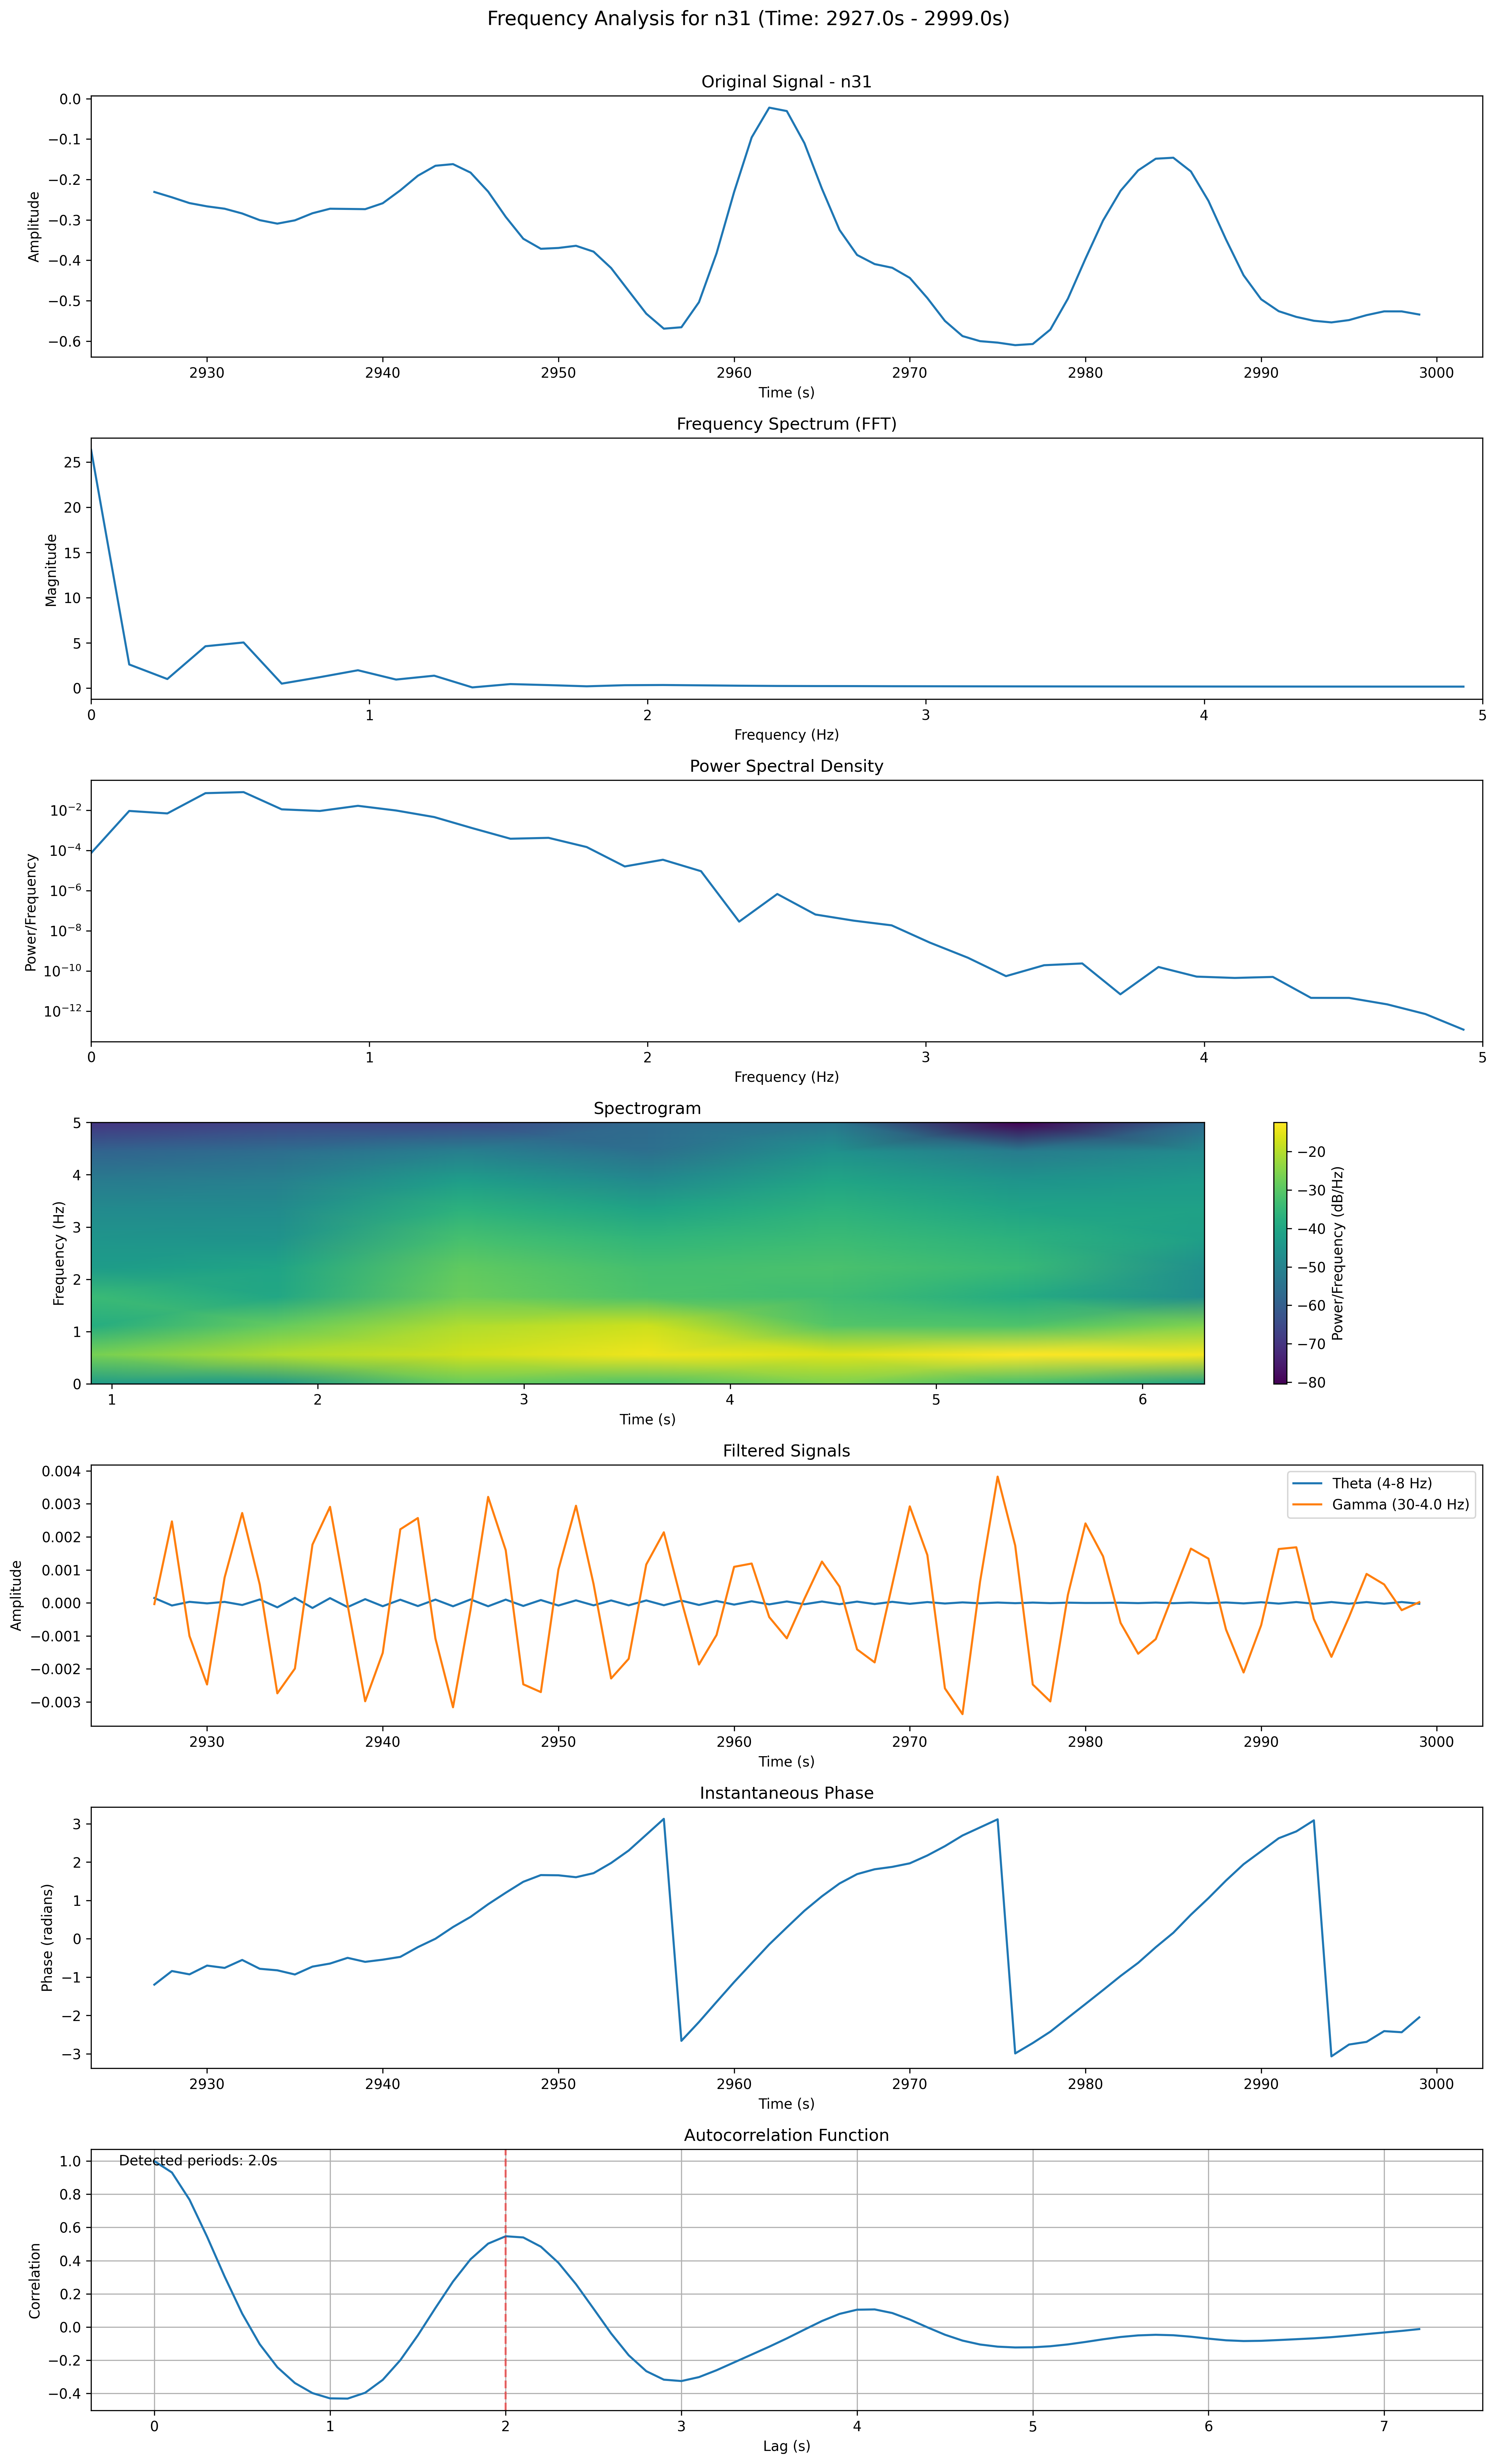 Frequency Analysis for n31 (Time: 2927.0s - 2999.0s)
Original Signal - n31
Amplitude
0.0
−0.1
−0.2
−0.3
−0.4
−0.5
−0.6
2930 2940 2950 2960 2970 2980 2990 3000
Time (s)
Frequency Spectrum (FFT)
Magnitude
25
20
15
10
5
0
0 1 2 3 4 5
Frequency (Hz)
Power Spectral Density
Power/Frequency
10⁻²
10⁻⁴
10⁻⁶
10⁻⁸
10⁻¹⁰
10⁻¹²
0 1 2 3 4 5
Frequency (Hz)
Spectrogram
Frequency (Hz)
5
4
3
2
1
0
1 2 3 4 5 6
Time (s)
−20
−30
−40
−50
−60
−70
−80
Power/Frequency (dB/Hz)
Filtered Signals
Amplitude
0.004
0.003
0.002
0.001
0.000
−0.001
−0.002
−0.003
Theta (4-8 Hz)
Gamma (30-4.0 Hz)
2930 2940 2950 2960 2970 2980 2990 3000
Time (s)
Instantaneous Phase
Phase (radians)
3
2
1
0
−1
−2
−3
2930 2940 2950 2960 2970 2980 2990 3000
Time (s)
Autocorrelation Function
Detected periods: 2.0s
Correlation
1.0
0.8
0.6
0.4
0.2
0.0
−0.2
−0.4
0 1 2 3 4 5 6 7
Lag (s)